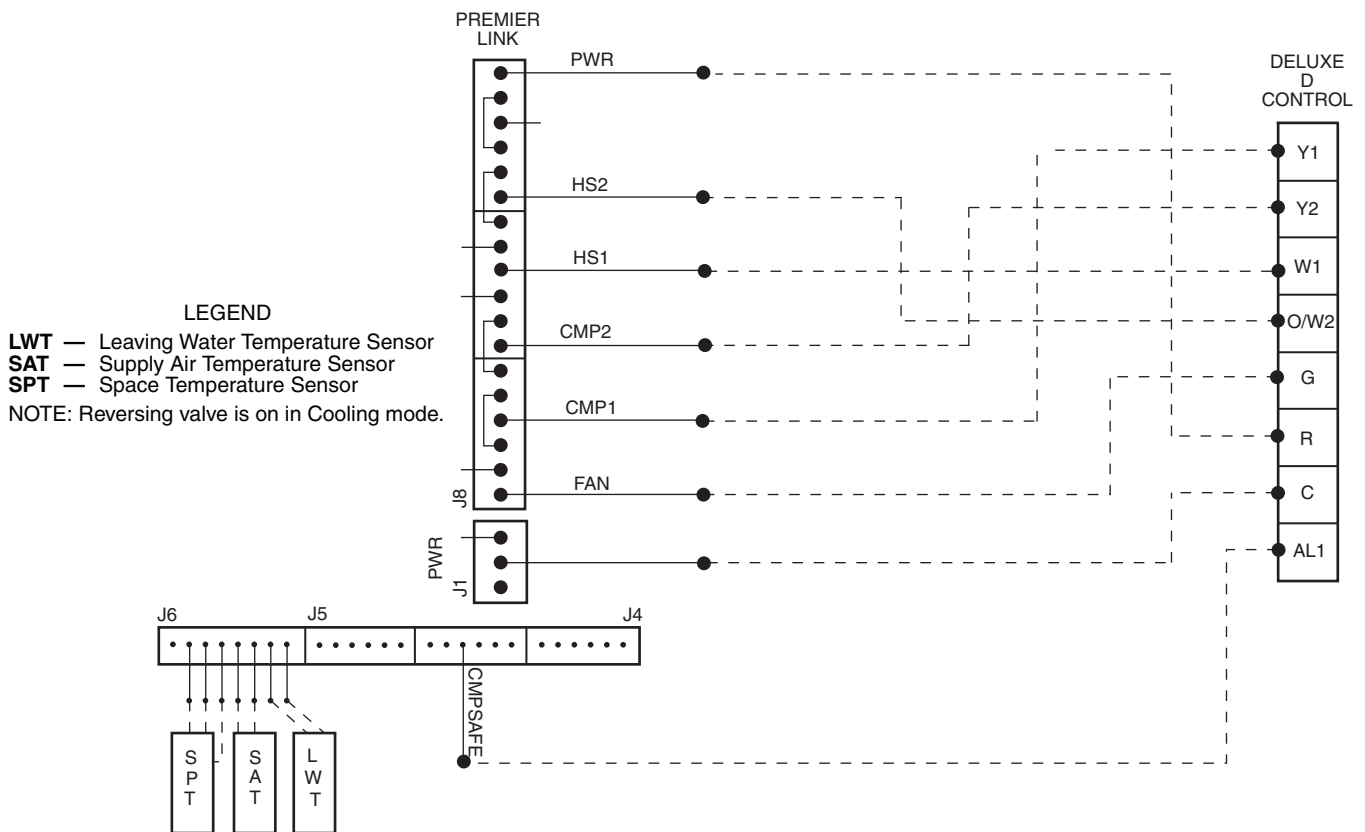 PREMIER
LINK
PWR
HS2
HS1
CMP2
CMP1
FAN
J8
PWR
J1
DELUXE
D
CONTROL
Y1
Y2
W1
O/W2
G
R
C
AL1
LEGEND
LWT — Leaving Water Temperature Sensor
SAT — Supply Air Temperature Sensor
SPT — Space Temperature Sensor
NOTE: Reversing valve is on in Cooling mode.
J6
J5
J4
CMPSAFE
SPT
SAT
LWT